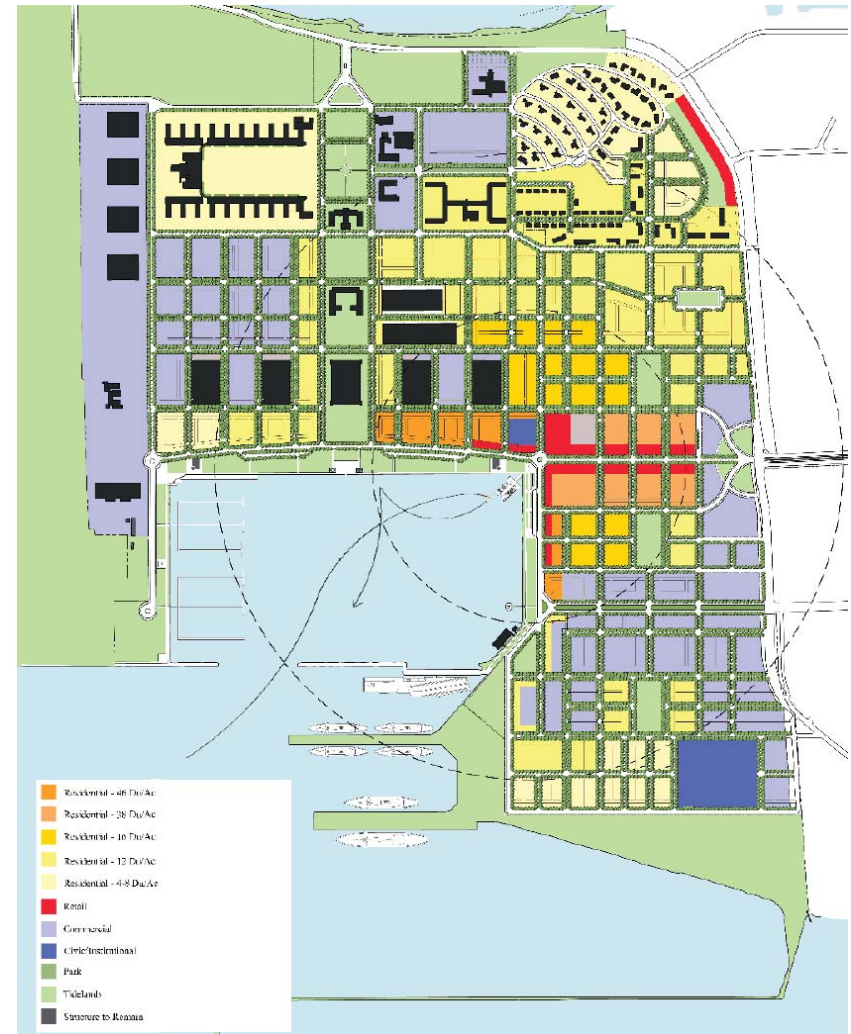 Residential - 46 Du/Ac
Residential - 38 Du/Ac
Residential - 16 Du/Ac
Residential - 12 Du/Ac
Residential - 4-8 Du/Ac
Retail
Commercial
Civic/Institutional
Park
Tidelands
Structure to Remain